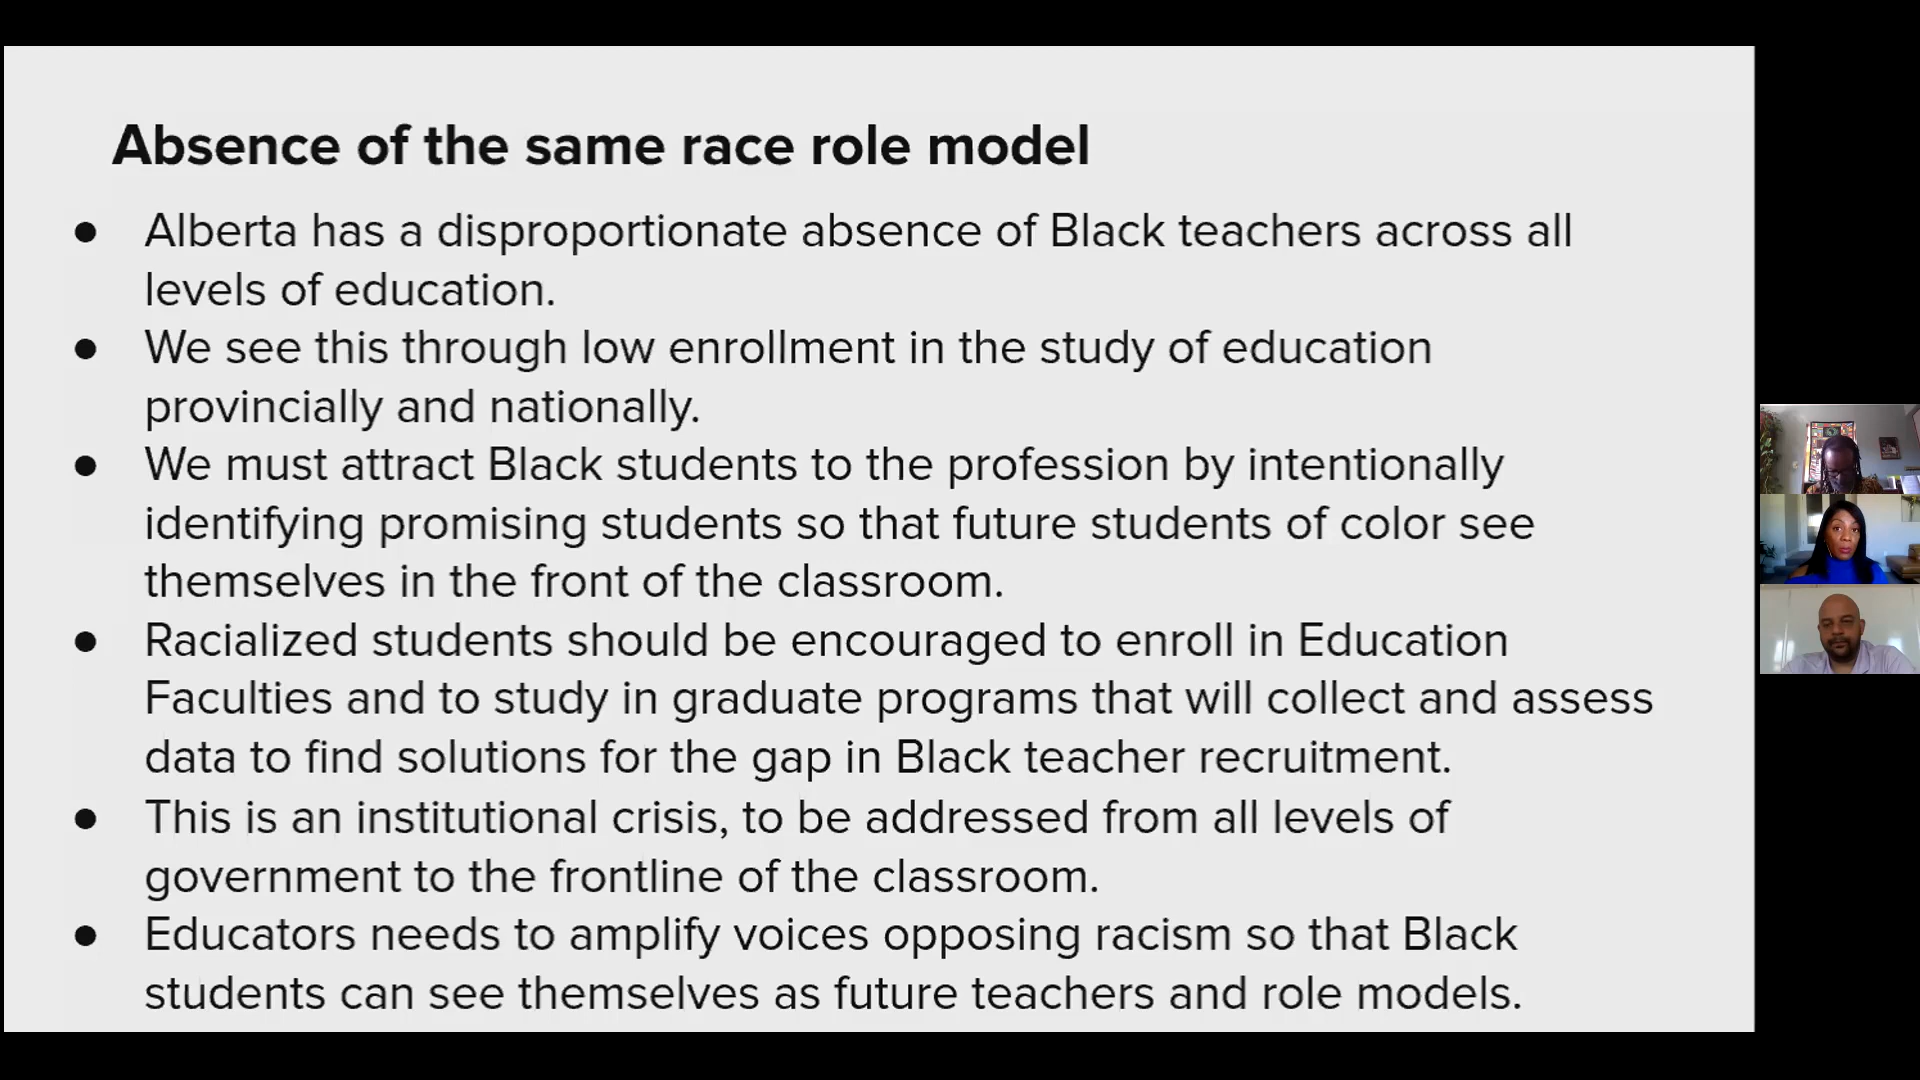 Absence of the same race role model
● Alberta has a disproportionate absence of Black teachers across all
levels of education.
● We see this through low enrollment in the study of education
provincially and nationally.
● We must attract Black students to the profession by intentionally
identifying promising students so that future students of color see
themselves in the front of the classroom.
● Racialized students should be encouraged to enroll in Education
Faculties and to study in graduate programs that will collect and assess
data to find solutions for the gap in Black teacher recruitment.
● This is an institutional crisis, to be addressed from all levels of
government to the frontline of the classroom.
● Educators needs to amplify voices opposing racism so that Black
students can see themselves as future teachers and role models.